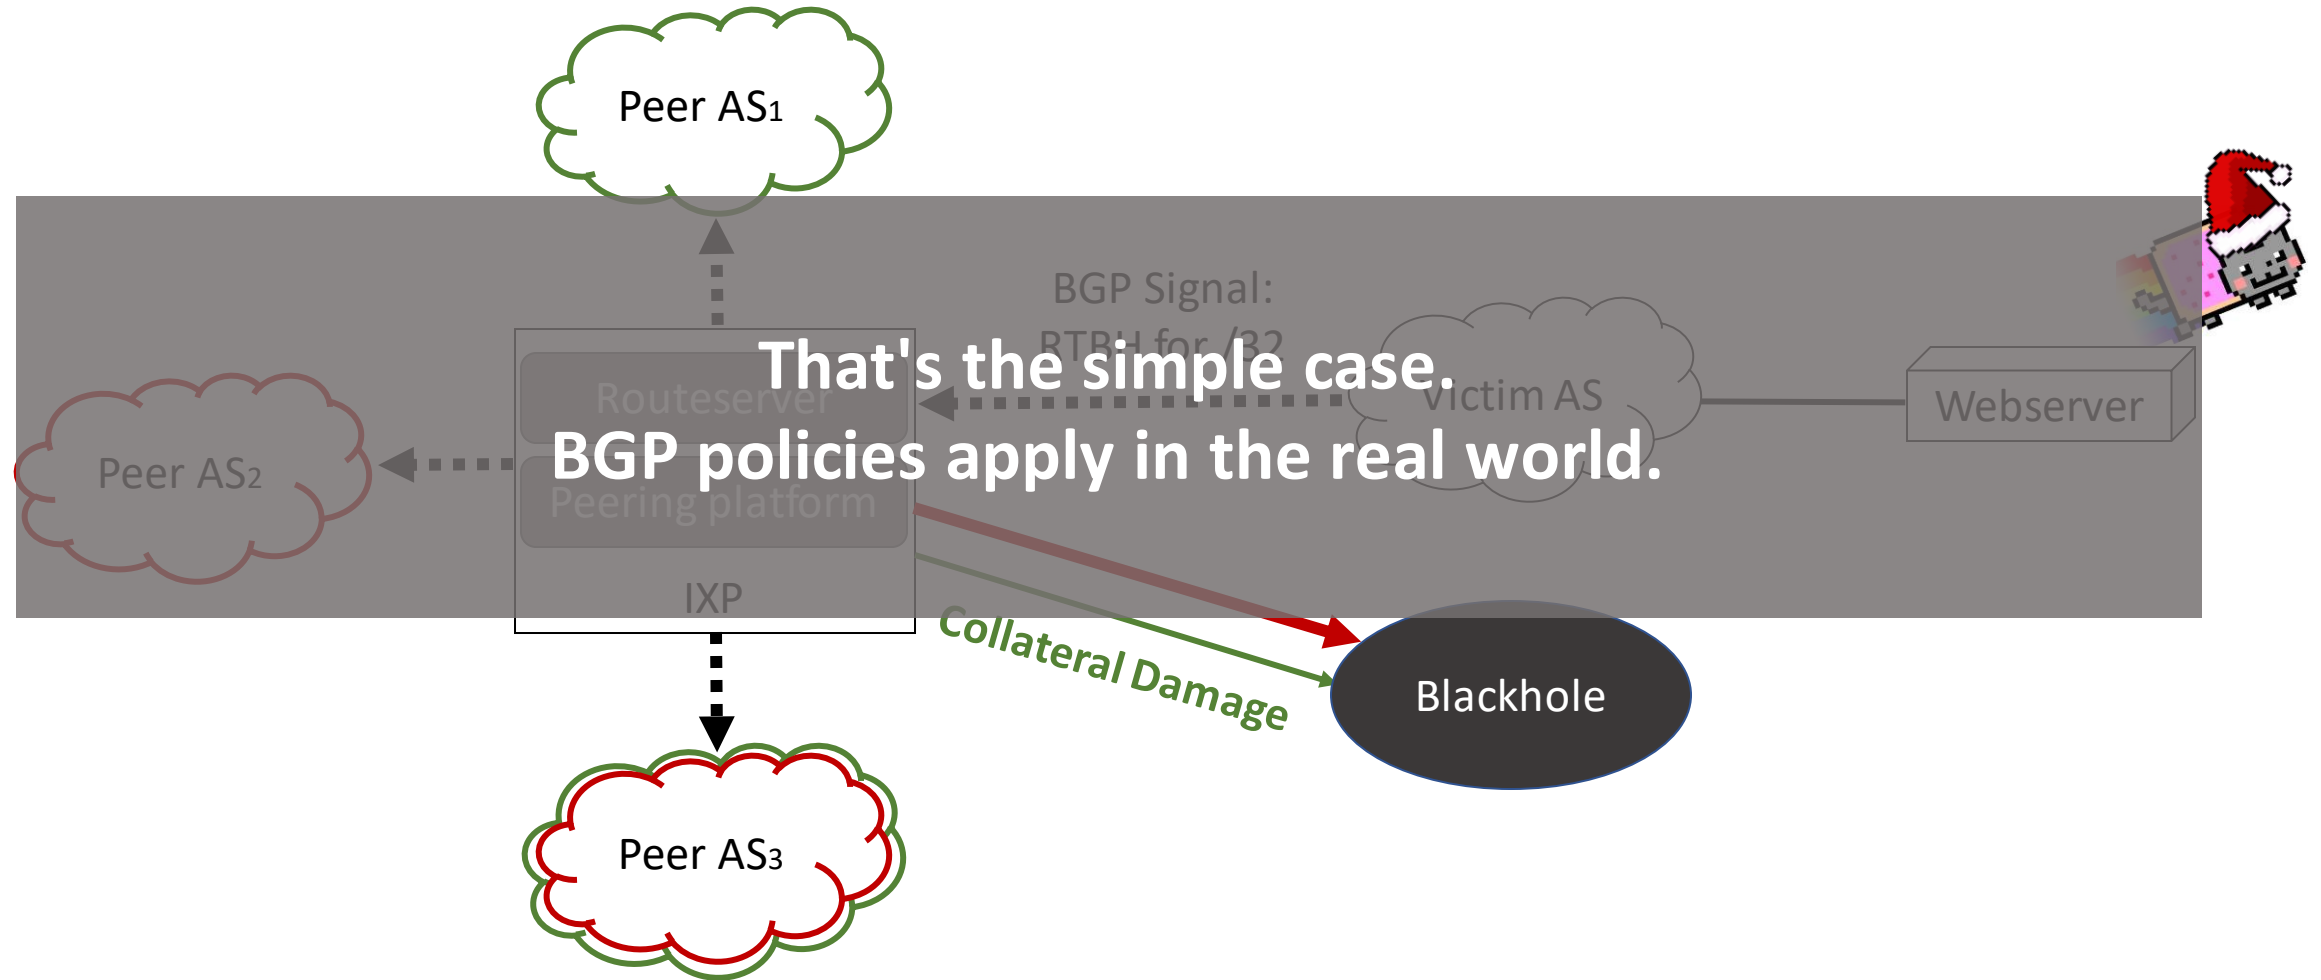 Peer AS1
BGP Signal:
RTBH for /32
That's the simple case.
BGP policies apply in the real world.
Routeserver
Victim AS
Webserver
Peer AS2
Peering platform
IXP
Collateral Damage
Blackhole
Peer AS3